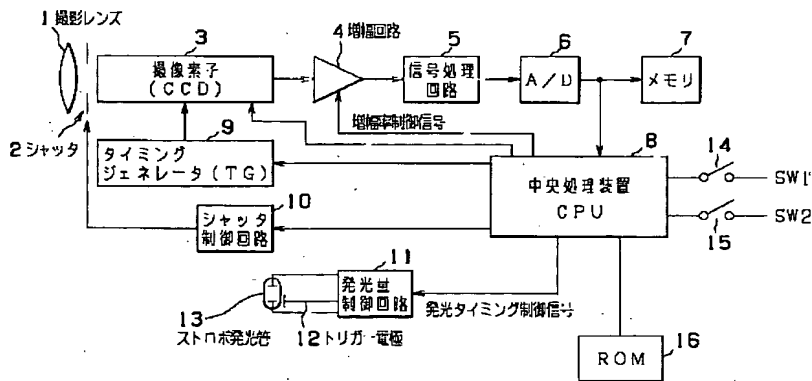 1 撮影レンズ
3
撮像素子
(CCD)
4 増幅回路
5
信号処理
回路
6
A/D
7
メモリ
2 シャッタ
増幅率制御信号
9
タイミング
ジェネレータ(TG)
8
中央処理装置
CPU
14
SW1
SW2
15
10
シャッタ
制御回路
11
発光量
制御回路
発光タイミング制御信号
13
ストロボ発光管
12 トリガー電極
ROM
16